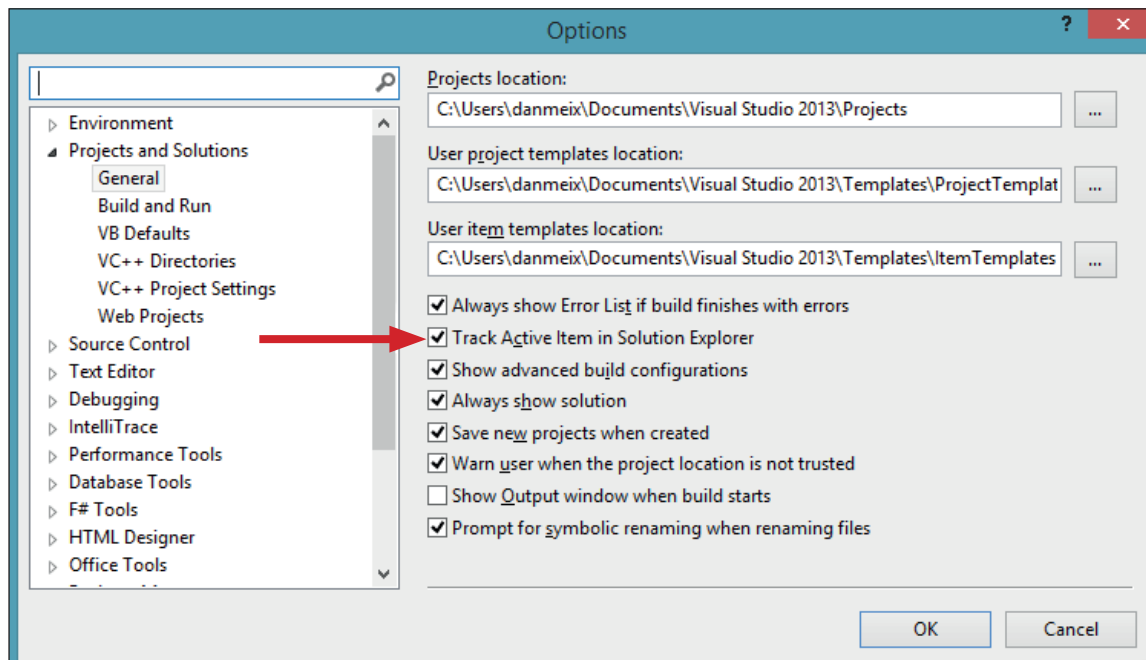 Options
?
Environment
Projects and Solutions
General
Build and Run
VB Defaults
VC++ Directories
VC++ Project Settings
Web Projects
Source Control
Text Editor
Debugging
IntelliTrace
Performance Tools
Database Tools
F# Tools
HTML Designer
Office Tools
Projects location:
C:\Users\danmeix\Documents\Visual Studio 2013\Projects
...
User project templates location:
C:\Users\danmeix\Documents\Visual Studio 2013\Templates\ProjectTemplat
...
User item templates location:
C:\Users\danmeix\Documents\Visual Studio 2013\Templates\ItemTemplates
...
Always show Error List if build finishes with errors
Track Active Item in Solution Explorer
Show advanced build configurations
Always show solution
Save new projects when created
Warn user when the project location is not trusted
Show Output window when build starts
Prompt for symbolic renaming when renaming files
OK
Cancel